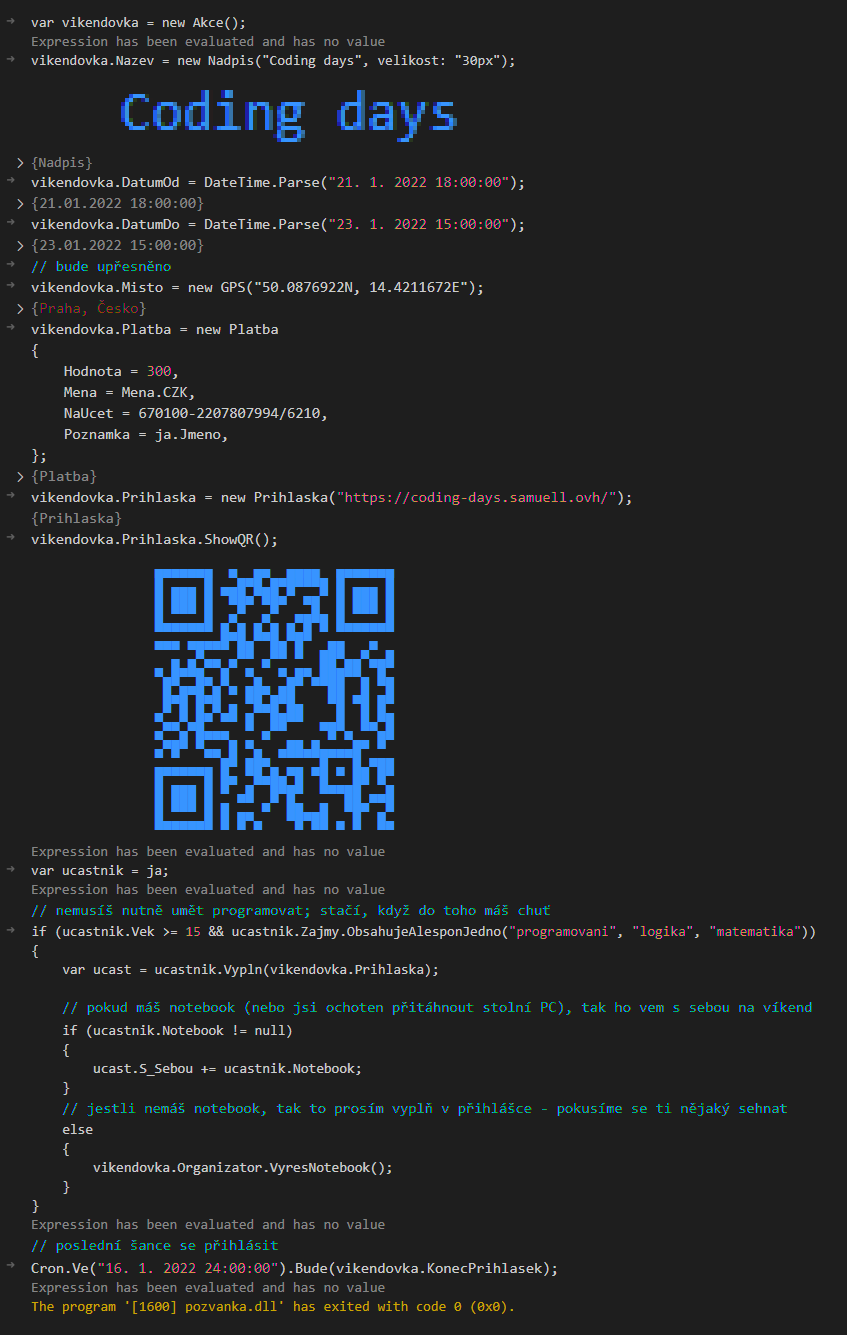 var vikendovka = new Akce();
Expression has been evaluated and has no value
vikendovka.Nazev = new Nadpis("Coding days", velikost: "30px");
Coding days
{Nadpis}
vikendovka.DatumOd = DateTime.Parse("21. 1. 2022 18:00:00");
{21.01.2022 18:00:00}
vikendovka.DatumDo = DateTime.Parse("23. 1. 2022 15:00:00");
{23.01.2022 15:00:00}
// bude upřesněno
vikendovka.Misto = new GPS("50.0876922N, 14.4211672E");
{Praha, Česko}
vikendovka.Platba = new Platba
{
Hodnota = 300,
Mena = Mena.CZK,
NaUcet = 670100-2207807994/6210,
Poznamka = ja.Jmeno,
};
{Platba}
vikendovka.Prihlaska = new Prihlaska("https://coding-days.samuell.ovh/");
{Prihlaska}
vikendovka.Prihlaska.ShowQR();
Expression has been evaluated and has no value
var ucastnik = ja;
Expression has been evaluated and has no value
// nemusíš nutně umět programovat; stačí, když do toho máš chuť
if (ucastnik.Vek >= 15 && ucastnik.Zajmy.ObsahujeAlesponJedno("programovani", "logika", "matematika"))
{
var ucast = ucastnik.Vypln(vikendovka.Prihlaska);
// pokud máš notebook (nebo jsi ochoten přitáhnout stolní PC), tak ho vem s sebou na víkend
if (ucastnik.Notebook != null)
{
ucast.S_Sebou += ucastnik.Notebook;
}
// jestli nemáš notebook, tak to prosím vyplň v přihlášce - pokusíme se ti nějaký sehnat
else
{
vikendovka.Organizator.VyresNotebook();
}
}
Expression has been evaluated and has no value
// poslední šance se přihlásit
Cron.Ve("16. 1. 2022 24:00:00").Bude(vikendovka.KonecPrihlasek);
Expression has been evaluated and has no value
The program '[1600] pozvanka.dll' has exited with code 0 (0x0).